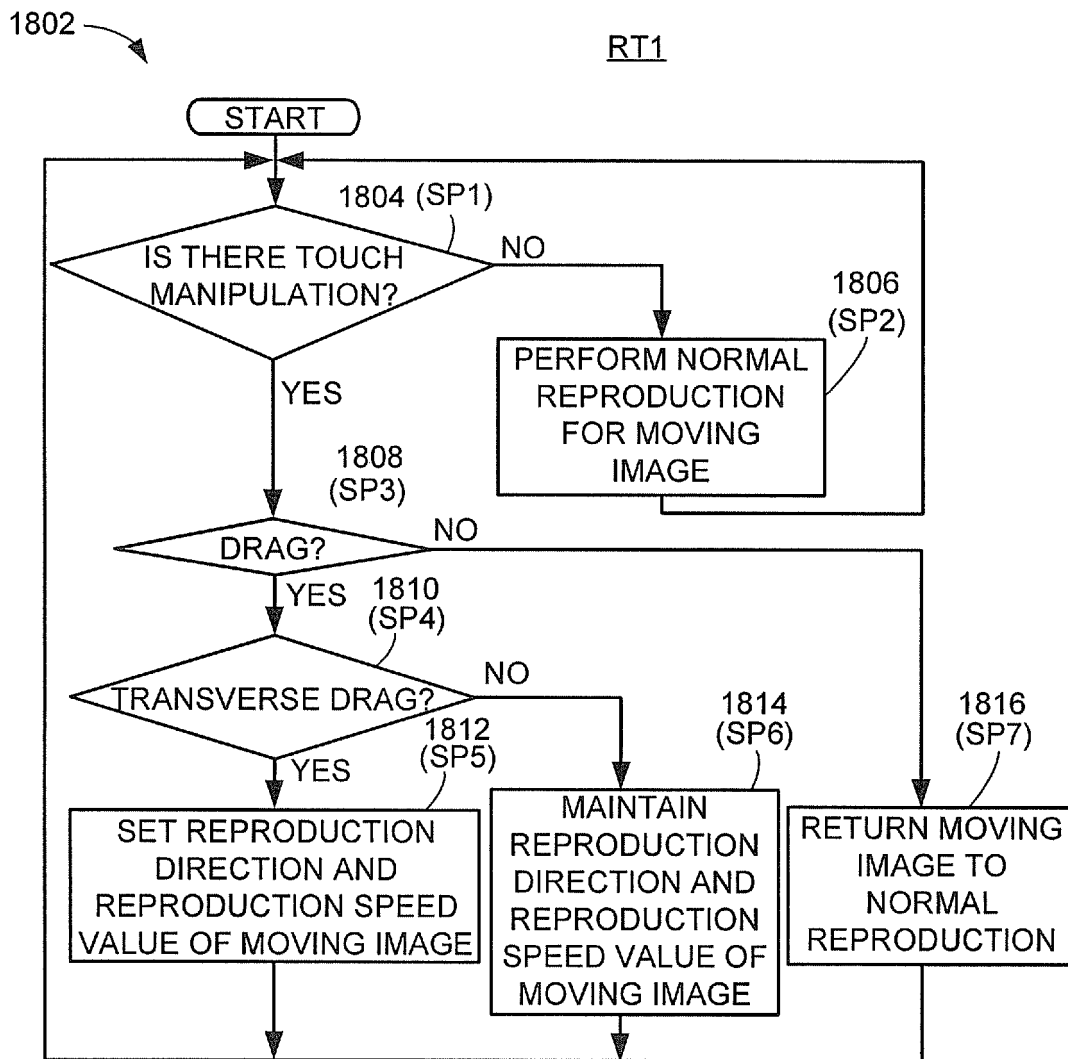 1802
RT1
START
1804 (SP1)
IS THERE TOUCH
MANIPULATION?
NO
YES
1806
(SP2)
PERFORM NORMAL
REPRODUCTION
FOR MOVING
IMAGE
1808
(SP3)
DRAG?
NO
YES
1810
(SP4)
TRANSVERSE DRAG?
NO
YES
1812
(SP5)
SET REPRODUCTION
DIRECTION AND
REPRODUCTION SPEED
VALUE OF MOVING IMAGE
1814
(SP6)
MAINTAIN
REPRODUCTION
DIRECTION AND
REPRODUCTION
SPEED VALUE OF
MOVING IMAGE
1816
(SP7)
RETURN MOVING
IMAGE TO
NORMAL
REPRODUCTION